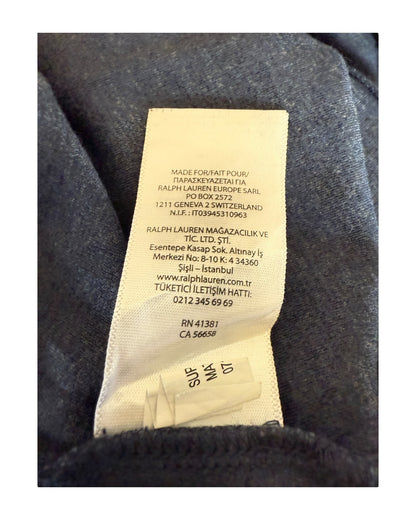 MADE FOR/FAIT POUR/
ΠΑΡΑΣΚΕΥΑΖΕΤΑΙ ΓΙΑ
RALPH LAUREN EUROPE SARL
PO BOX 2572
1211 GENEVA 2 SWITZERLAND
N.I.F.: IT03945310963
RALPH LAUREN MAĞAZACILIK VE
TİC. LTD. ŞTİ.
Esentepe Kasap Sok. Altınay İş
Merkezi No: 8-10 K: 4 34360
Şişli – İstanbul
www.ralphlauren.com
TÜKETİCİ İLETİŞİM HATTI:
0212 345 69 69
RN 41381
CA 56658
SUF
07